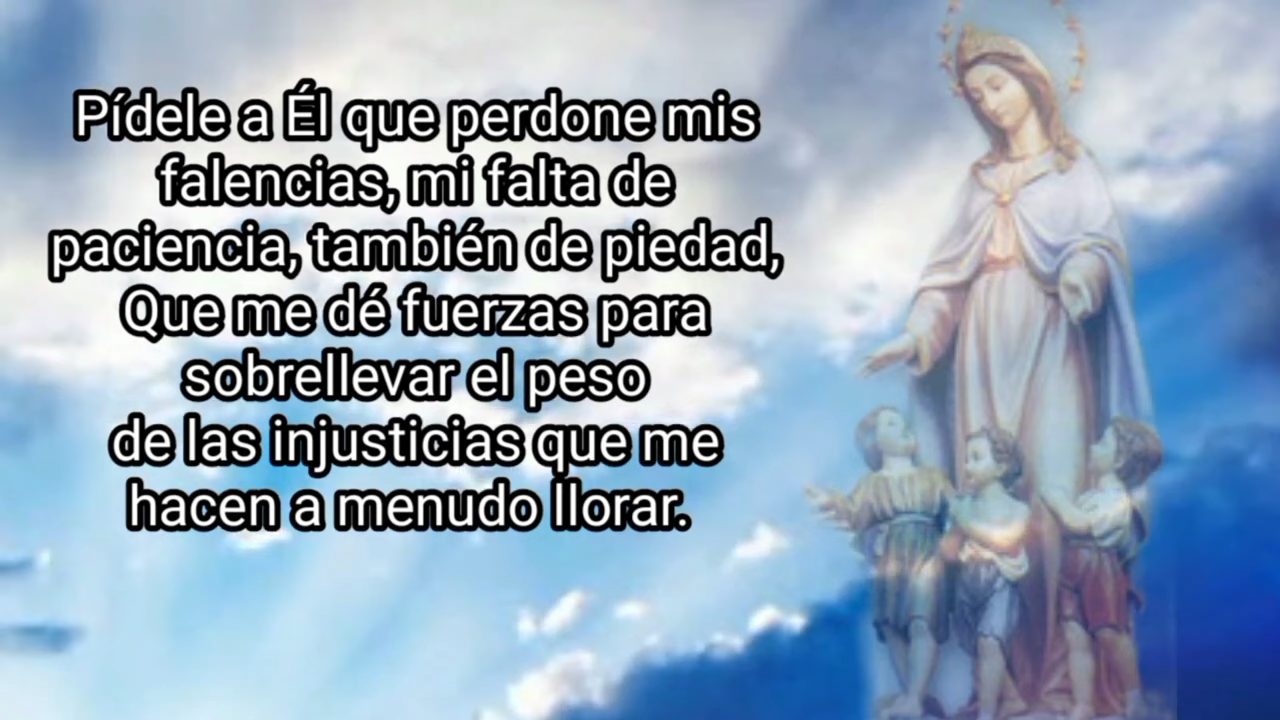 Pídele a Él que perdone mis
falencias, mi falta de
paciencia, también de piedad,
Que me dé fuerzas para
sobrellevar el peso
de las injusticias que me
hacen a menudo llorar.